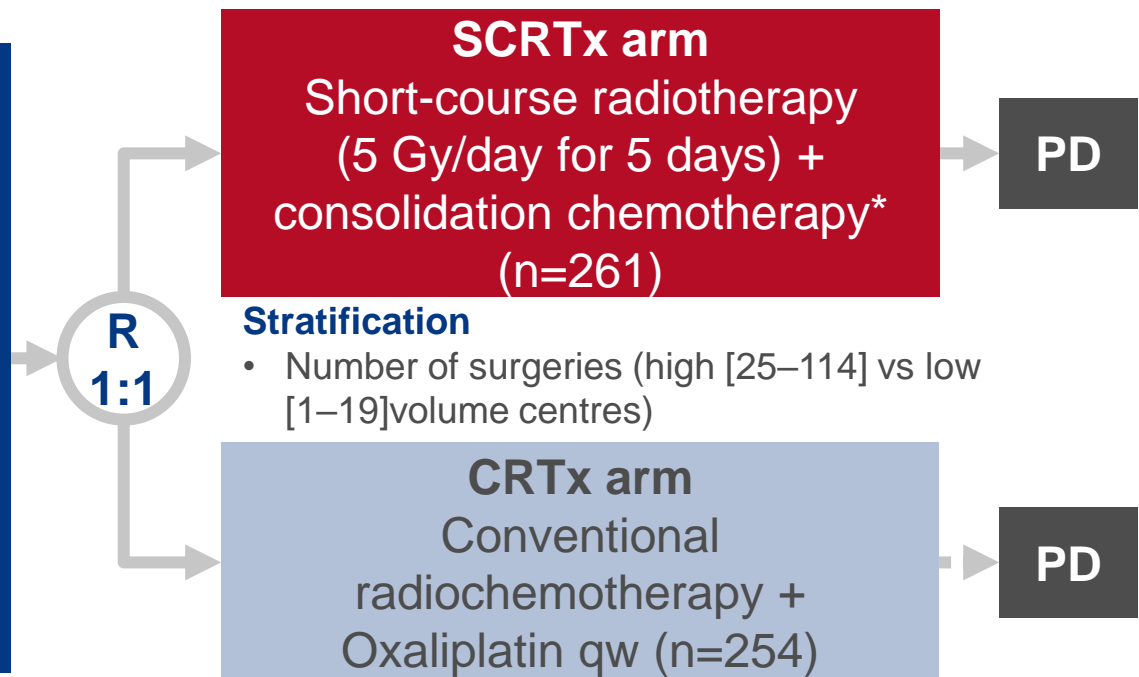 SCRTx arm
Short-course radiotherapy
(5 Gy/day for 5 days) +
consolidation chemotherapy*
(n=261)
PD
R
1:1
Stratification
• Number of surgeries (high [25–114] vs low
[1–19]volume centres)
CRTx arm
Conventional
radiochemotherapy +
Oxaliplatin qw (n=254)
PD